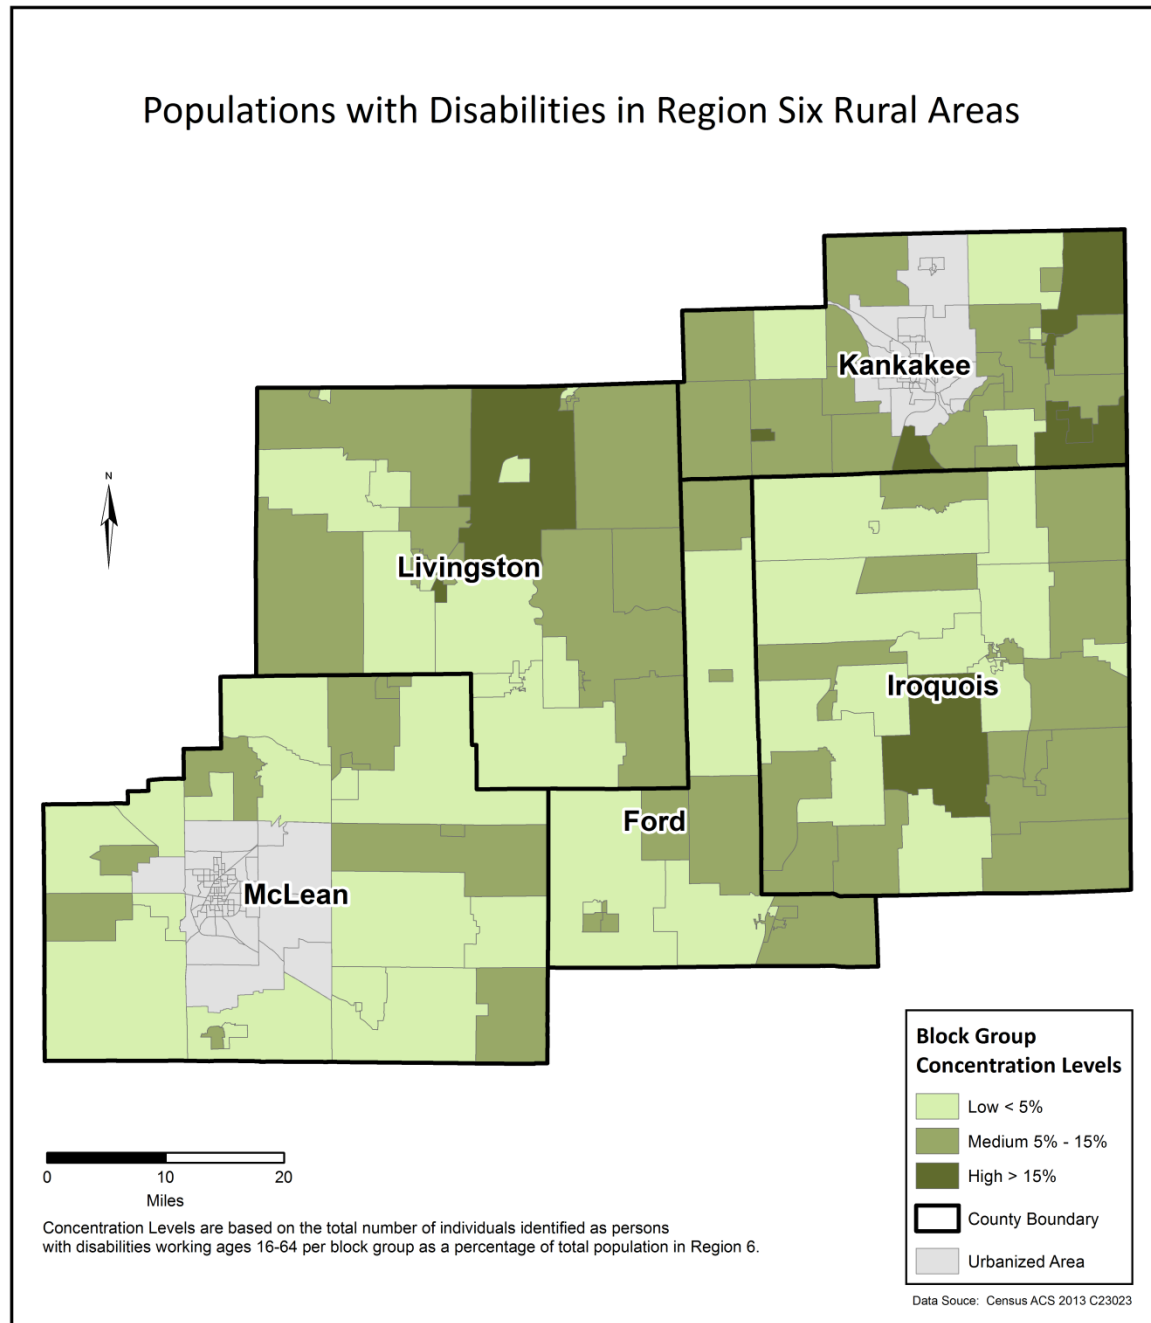 Populations with Disabilities in Region Six Rural Areas
Kankakee
N
Livingston
Iroquois
Ford
McLean
Block Group
Concentration Levels
Low < 5%
Medium 5% - 15%
High > 15%
County Boundary
Urbanized Area
0 10 20
Miles
Concentration Levels are based on the total number of individuals identified as persons
with disabilities working ages 16-64 per block group as a percentage of total population in Region 6.
Data Souce: Census ACS 2013 C23023